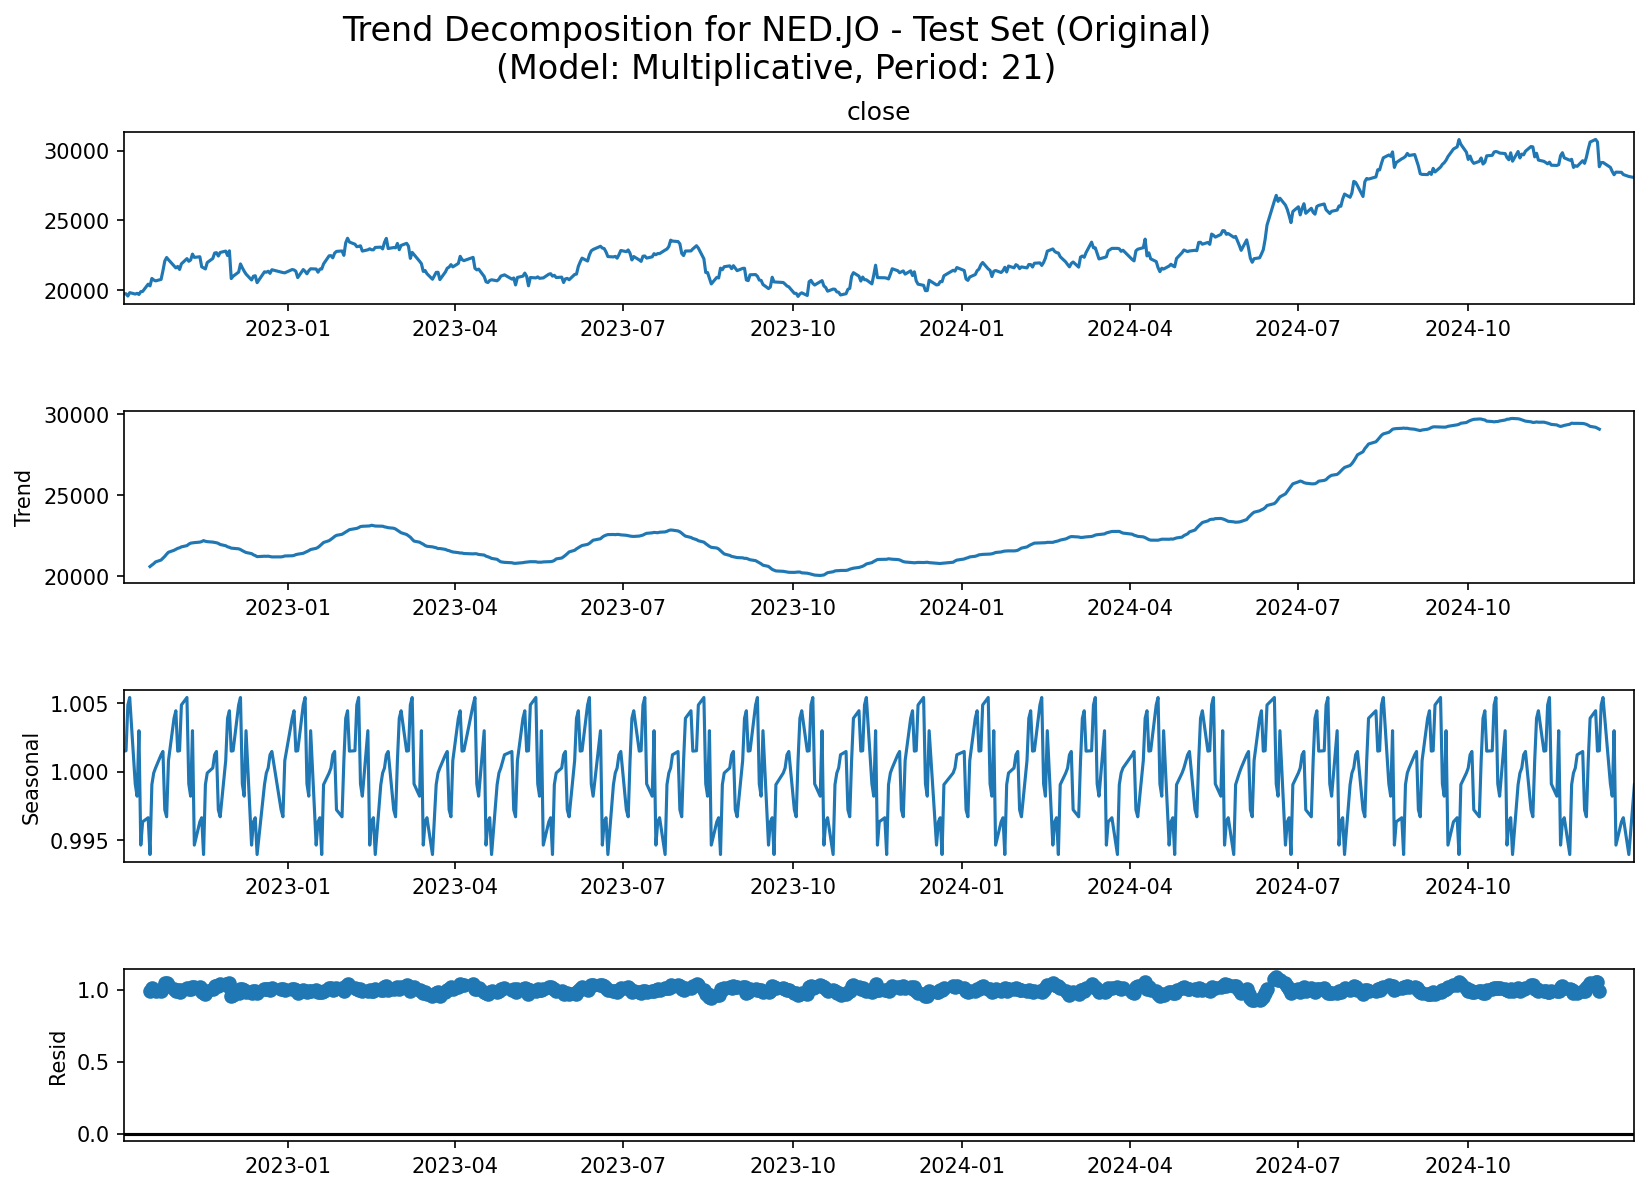 Trend Decomposition for NED.JO - Test Set (Original)
(Model: Multiplicative, Period: 21)
close
30000
25000
20000
2023-01 2023-04 2023-07 2023-10 2024-01 2024-04 2024-07 2024-10
Trend
30000
25000
20000
2023-01 2023-04 2023-07 2023-10 2024-01 2024-04 2024-07 2024-10
Seasonal
1.005
1.000
0.995
2023-01 2023-04 2023-07 2023-10 2024-01 2024-04 2024-07 2024-10
Resid
1.0
0.5
0.0
2023-01 2023-04 2023-07 2023-10 2024-01 2024-04 2024-07 2024-10